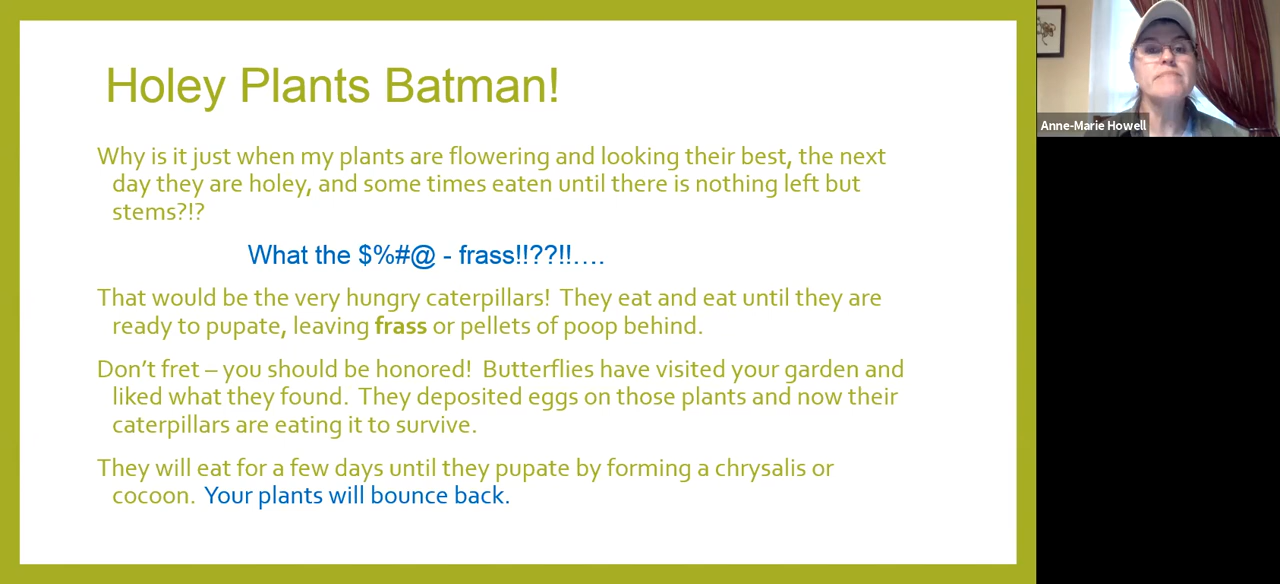 Holey Plants Batman!
Why is it just when my plants are flowering and looking their best, the next
day they are holey, and some times eaten until there is nothing left but
stems?!?
What the $%#@ - frass!!??!!….
That would be the very hungry caterpillars!  They eat and eat until they are
ready to pupate, leaving frass or pellets of poop behind.
Don’t fret – you should be honored!  Butterflies have visited your garden and
liked what they found.  They deposited eggs on those plants and now their
caterpillars are eating it to survive.
They will eat for a few days until they pupate by forming a chrysalis or
cocoon.  Your plants will bounce back.
Anne-Marie Howell